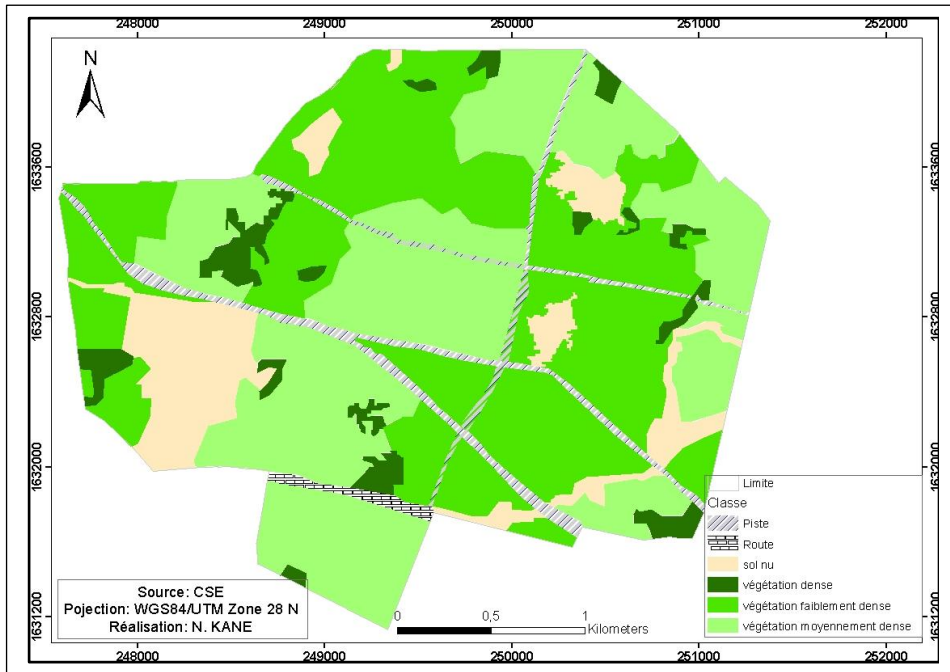 248000 249000 250000 251000 252000
N
1633600 1633600
1632800 1632800
1632000 1632000
1631200 1631200
Limite
Classe
Piste
Route
sol nu
végétation dense
végétation faiblement dense
végétation moyennement dense
Source: CSE
Pojection: WGS84/UTM Zone 28 N
Réalisation: N. KANE
0 0,5 1
Kilometers
248000 249000 250000 251000 252000